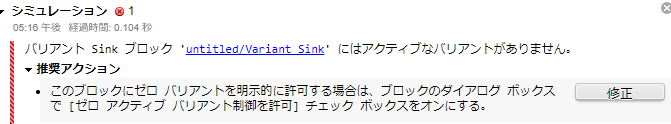 シミュレーション 1
05:16 午後 経過時間: 0.104 秒
バリアント Sink ブロック 'untitled/Variant Sink' にはアクティブなバリアントがありません。
推奨アクション
• このブロックにゼロ バリアントを明示的に許可する場合は、ブロックのダイアログ ボックス 修正
で [ゼロ アクティブ バリアント制御を許可] チェック ボックスをオンにする。